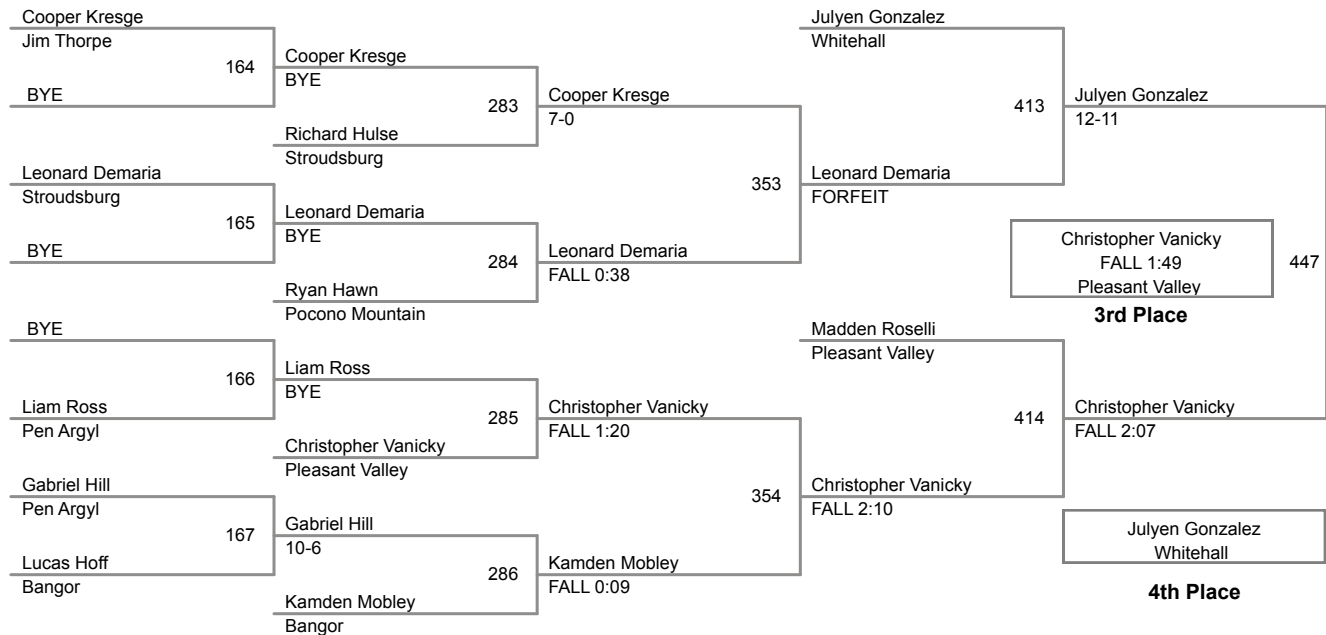 Cooper Kresge
Jim Thorpe
164
BYE
Leonard Demaria
Stroudsburg
165
BYE
BYE
166
Liam Ross
Pen Argyl
Gabriel Hill
Pen Argyl
167
Lucas Hoff
Bangor
Cooper Kresge
BYE
283
Richard Hulse
Stroudsburg
Leonard Demaria
BYE
284
Ryan Hawn
Pocono Mountain
Liam Ross
BYE
285
Christopher Vanicky
Pleasant Valley
Gabriel Hill
10-6
286
Kamden Mobley
Bangor
Cooper Kresge
7-0
353
Leonard Demaria
FALL 0:38
Christopher Vanicky
FALL 1:20
354
Kamden Mobley
FALL 0:09
Julyen Gonzalez
Whitehall
413
Leonard Demaria
FORFEIT
Madden Roselli
Pleasant Valley
414
Christopher Vanicky
FALL 2:10
Julyen Gonzalez
12-11
Christopher Vanicky
FALL 1:49
Pleasant Valley
447
3rd Place
Christopher Vanicky
FALL 2:07
Julyen Gonzalez
Whitehall
4th Place